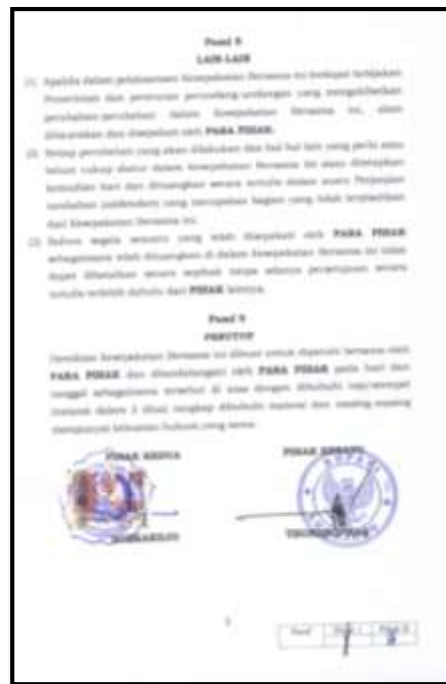 Pasal 8
LAIN-LAIN
(1) Apabila dalam pelaksanaan Kesepakatan Bersama ini terdapat kebijakan
Pemerintah dan peraturan perundang-undangan yang mengakibatkan
perubahan-perubahan dalam Kesepakatan Bersama ini, akan
dibicarakan dan disepakati oleh PARA PIHAK.
(2) Setiap perubahan yang akan dilakukan dan hal-hal lain yang perlu atau
belum cukup diatur dalam Kesepakatan Bersama ini akan ditetapkan
kemudian hari dan dituangkan secara tertulis dalam suatu Perjanjian
tambahan (addendum) yang merupakan bagian yang tidak terpisahkan
dari Kesepakatan Bersama ini.
(3) Bahwa segala sesuatu yang telah disepakati oleh PARA PIHAK
sebagaimana telah dituangkan di dalam Kesepakatan Bersama ini tidak
dapat dibatalkan secara sepihak tanpa adanya persetujuan secara
tertulis terlebih dahulu dari PIHAK lainnya.
Pasal 9
PENUTUP
Demikian Kesepakatan Bersama ini dibuat untuk dipatuhi bersama oleh
PARA PIHAK dan ditandatangani oleh PARA PIHAK pada hari dan
tanggal sebagaimana tersebut di atas dengan dibubuhi cap/stempel
instansi dalam 2 (dua) rangkap dibubuhi materai dan masing-masing
mempunyai kekuatan hukum yang sama.
PIHAK KEDUA
PIHAK KESATU
BUPATI
Paraf
Pihak I
Pihak II